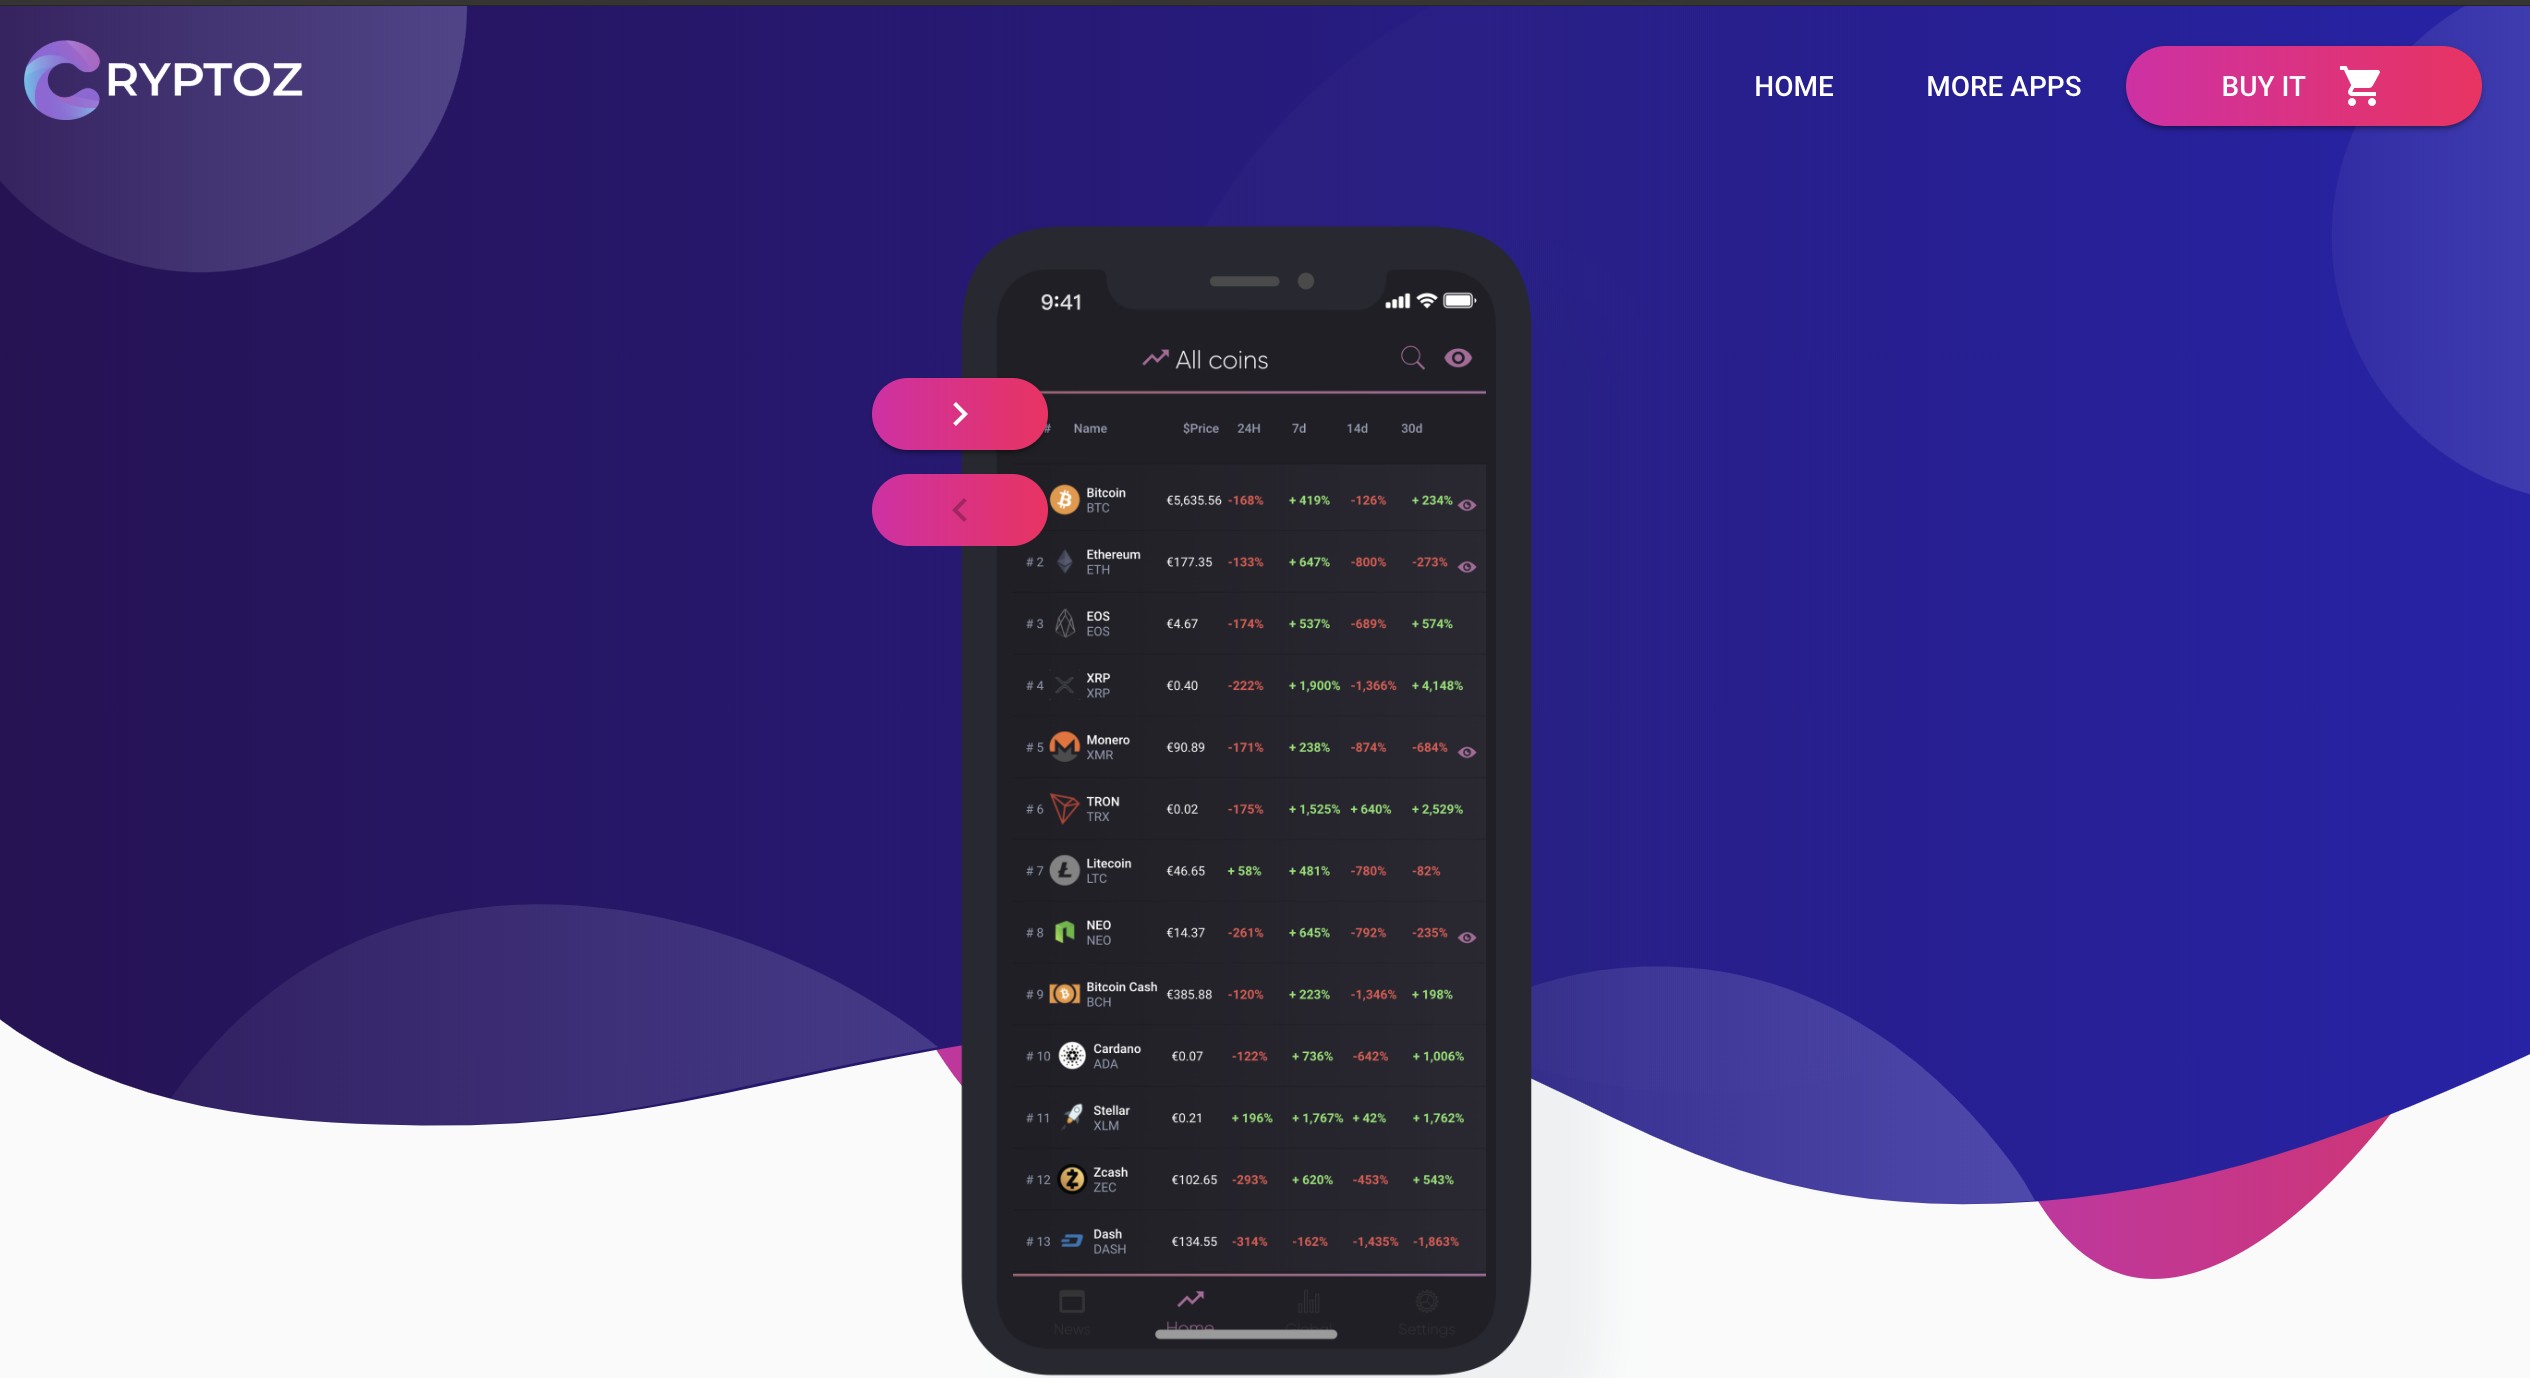 CRYPTOZ
HOME MORE APPS BUY IT
9:41
All coins
# Name $Price 24H 7d 14d 30d
Bitcoin
BTC
€5,635.56 -168% + 419% -126% + 234%
# 2 Ethereum
ETH
€177.35 -133% + 647% -800% -273%
# 3 EOS
EOS
€4.67 -174% + 537% -689% + 574%
# 4 XRP
XRP
€0.40 -222% + 1,900% -1,366% + 4,148%
# 5 Monero
XMR
€90.89 -171% + 238% -874% -684%
# 6 TRON
TRX
€0.02 -175% + 1,525% + 640% + 2,529%
# 7 Litecoin
LTC
€46.65 + 58% + 481% -780% -82%
# 8 NEO
NEO
€14.37 -261% + 645% -792% -235%
# 9 Bitcoin Cash
BCH
€385.88 -120% + 223% -1,346% + 198%
# 10 Cardano
ADA
€0.07 -122% + 736% -642% + 1,006%
# 11 Stellar
XLM
€0.21 + 196% + 1,767% + 42% + 1,762%
# 12 Zcash
ZEC
€102.65 -293% + 620% -453% + 543%
# 13 Dash
DASH
€134.55 -314% -162% -1,435% -1,863%
News Home Settings